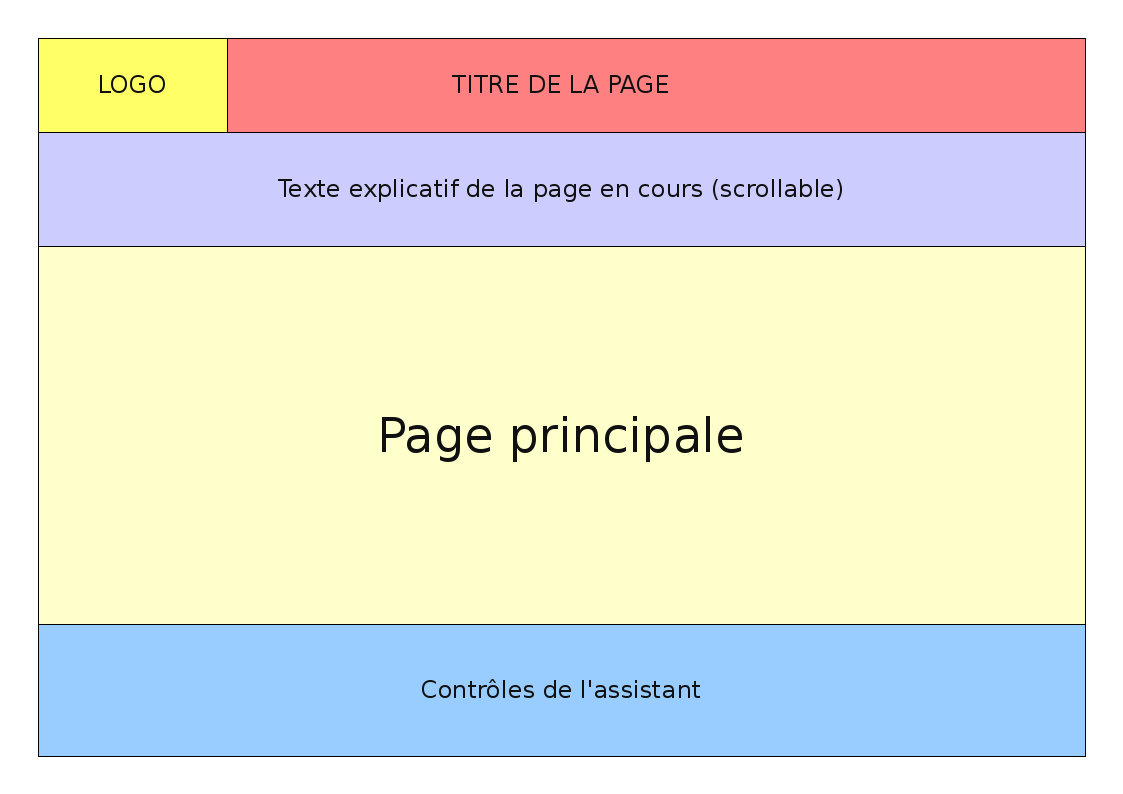 LOGO
TITRE DE LA PAGE
Texte explicatif de la page en cours (scrollable)
Page principale
Contrôles de l'assistant